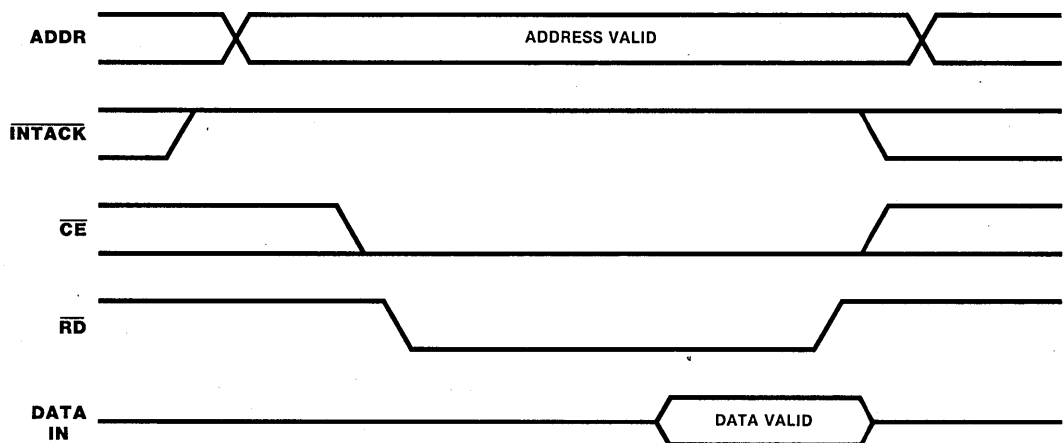 ADDR
ADDRESS VALID
INTACK
CE
RD
DATA
IN
DATA VALID